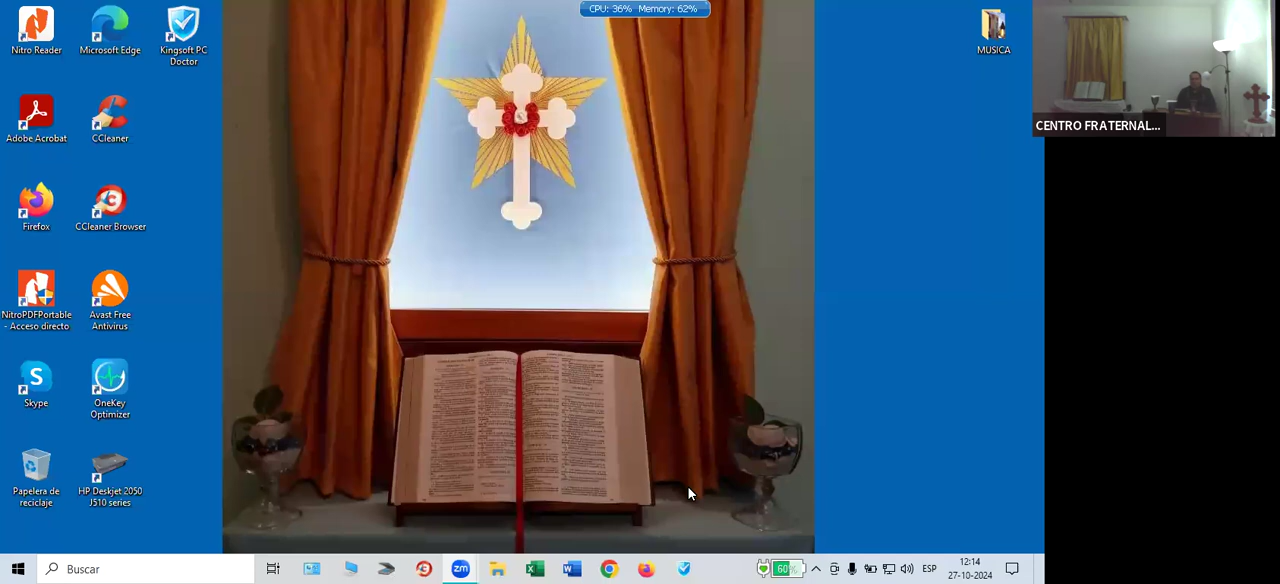 CPU: 36% Memory: 62%
Nitro Reader
Microsoft Edge
Kingsoft PC
Doctor
MUSICA
CENTRO FRATERNAL...
Adobe Acrobat
CCleaner
Firefox
CCleaner Browser
NitroPDFPortable
- Acceso directo
Avast Free
Antivirus
Skype
OneKey
Optimizer
Papelera de
reciclaje
HP Deskjet 2050
J510 series
Buscar
zm
60%
ESP
12:14
27-10-2024